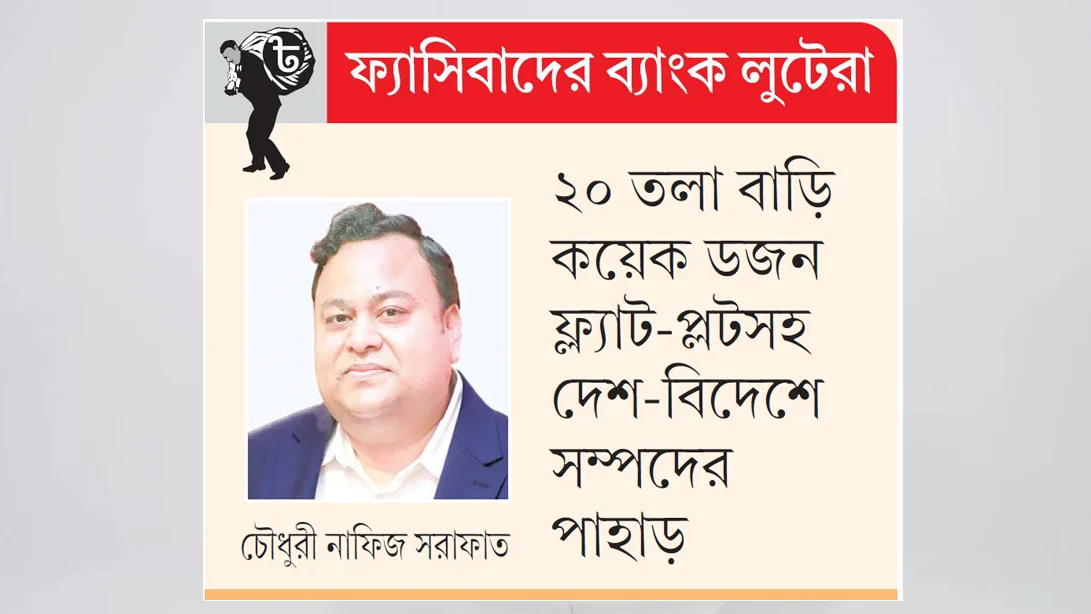 ৳
ফ্যাসিবাদের ব্যাংক লুটেরা
২০ তলা বাড়ি
কয়েক ডজন
ফ্ল্যাট-প্লটসহ
দেশ-বিদেশে
সম্পদের
পাহাড়
চৌধুরী নাফিজ সরাফাত